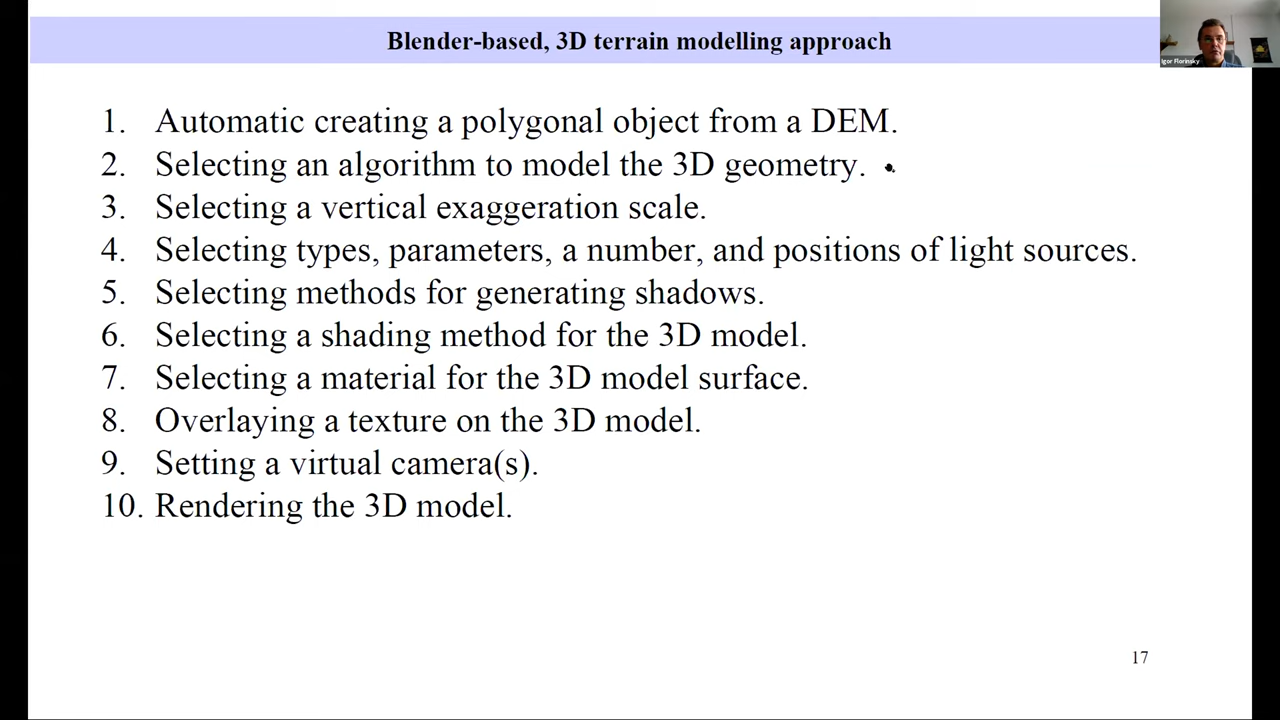 Blender-based, 3D terrain modelling approach
Igor Florinsky
1. Automatic creating a polygonal object from a DEM.
2. Selecting an algorithm to model the 3D geometry.
3. Selecting a vertical exaggeration scale.
4. Selecting types, parameters, a number, and positions of light sources.
5. Selecting methods for generating shadows.
6. Selecting a shading method for the 3D model.
7. Selecting a material for the 3D model surface.
8. Overlaying a texture on the 3D model.
9. Setting a virtual camera(s).
10. Rendering the 3D model.
17